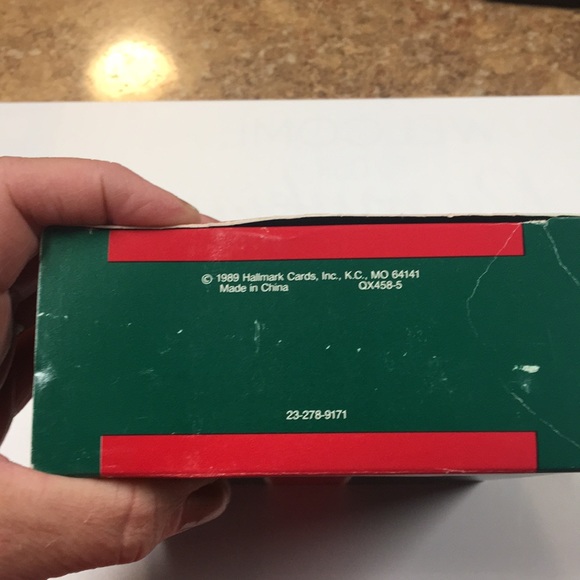 © 1989 Hallmark Cards, Inc., K.C., MO 64141
Made in China QX458-5
23-278-9171